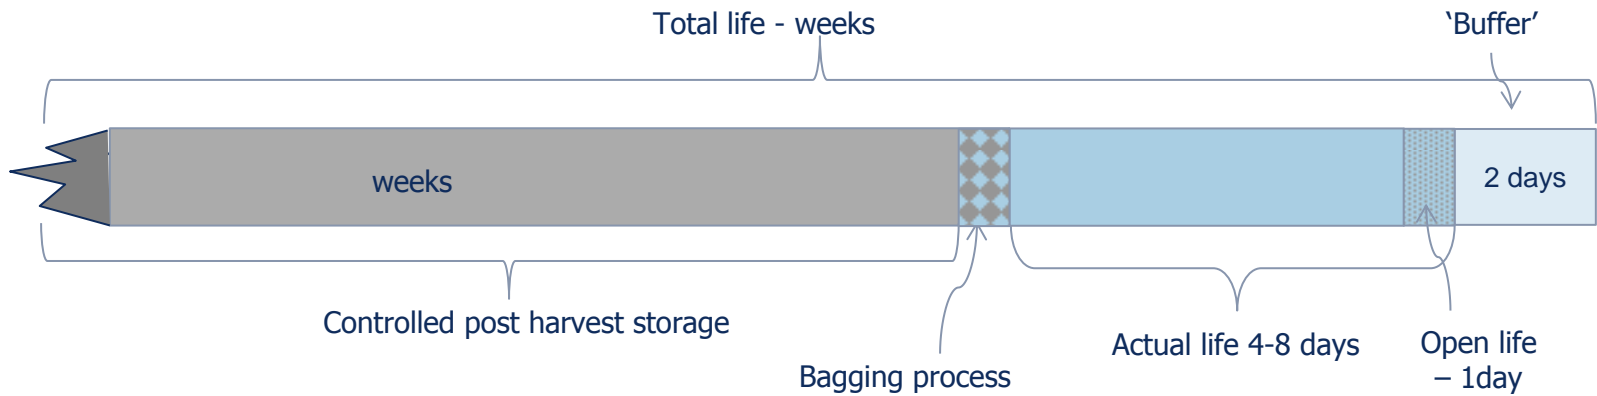 Total life - weeks
‘Buffer’
weeks
2 days
Controlled post harvest storage
Bagging process
Actual life 4-8 days
Open life
– 1day